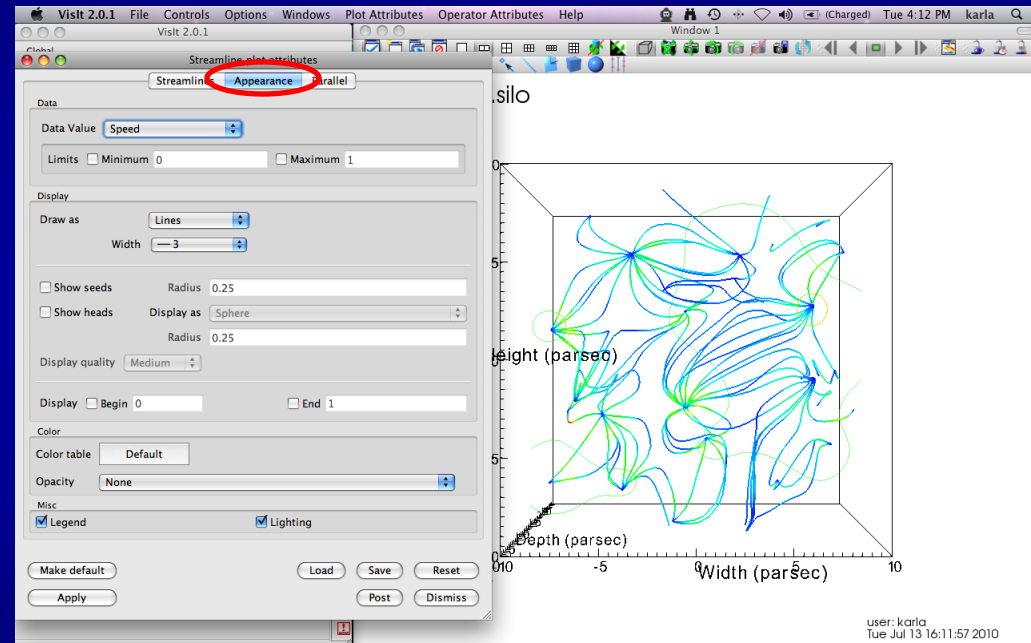 VisIt 2.0.1 File Controls Options Windows Plot Attributes Operator Attributes Help (Charged) Tue 4:12 PM karla
VisIt 2.0.1
Window 1
Streamline plot attributes
Streamlines Appearance Parallel
Data
Data Value Speed
Limits Minimum 0 Maximum 1
Display
Draw as Lines
Width 3
Show seeds Radius 0.25
Show heads Display as Sphere
Radius 0.25
Display quality Medium
Display Begin 0 End 1
Color
Color table Default
Opacity None
Misc
Legend Lighting
Make default Load Save Reset
Apply Post Dismiss
.silo
eight (parsec)
Depth (parsec)
-5 0 5 10
Width (parsec)
user: karla
Tue Jul 13 16:11:57 2010